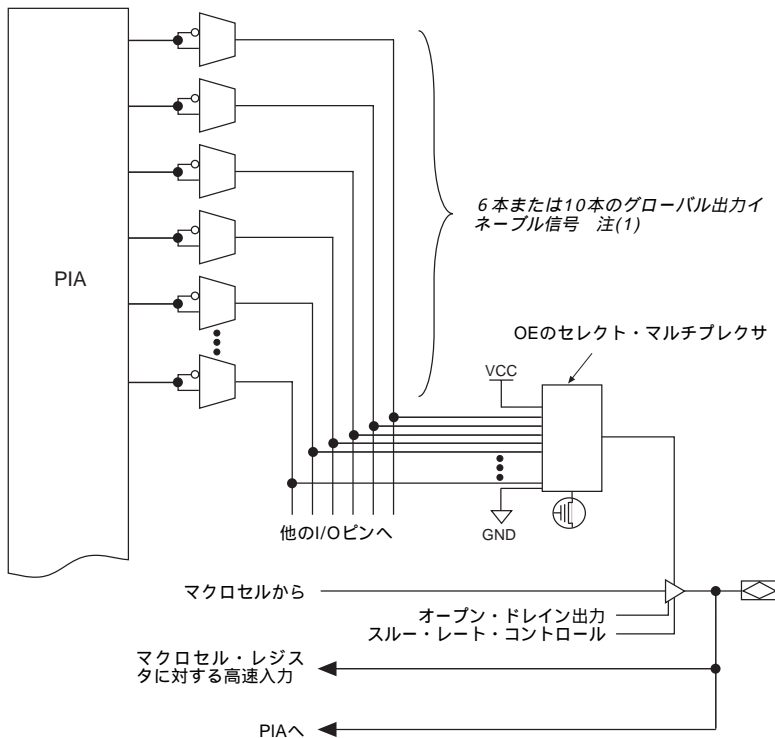 PIA
6本または10本のグローバル出力イ
ネーブル信号 注(1)
OEのセレクト・マルチプレクサ
VCC
GND
他のI/Oピンへ
マクロセルから
オープン・ドレイン出力
スルー・レート・コントロール
マクロセル・レジス
タに対する高速入力
PIAへ